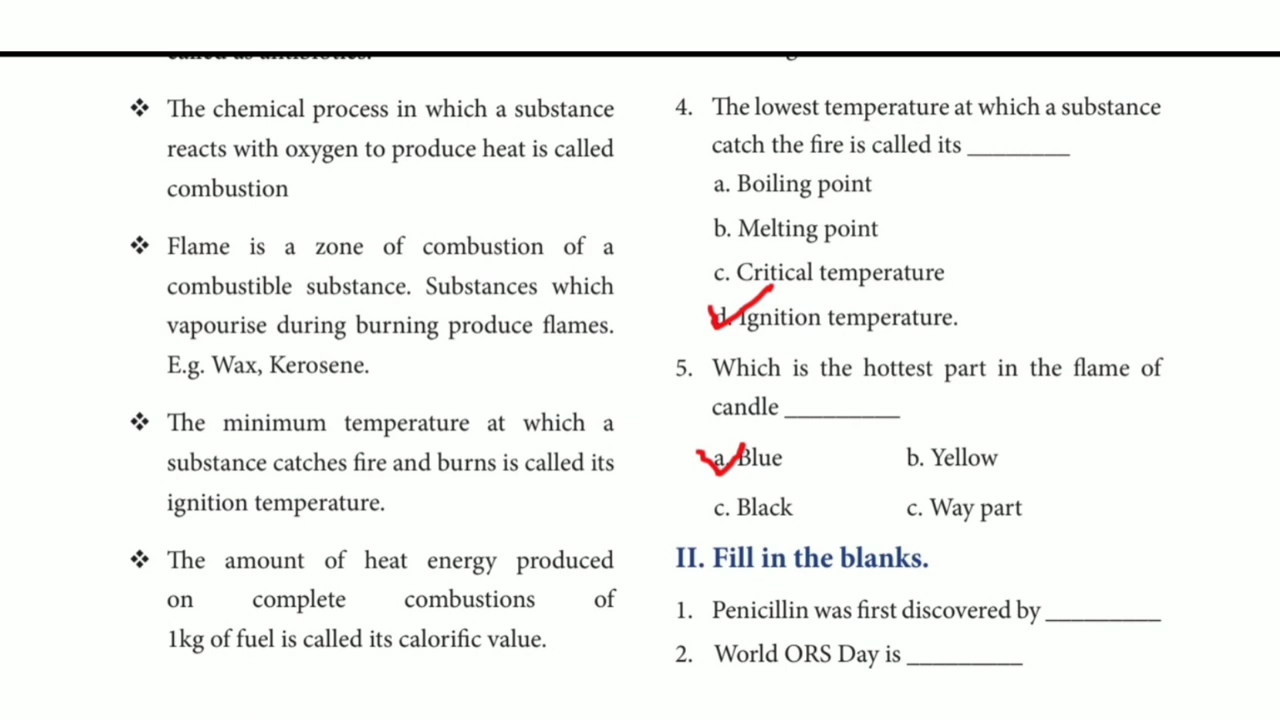 ❖ The chemical process in which a substance
reacts with oxygen to produce heat is called
combustion
❖ Flame is a zone of combustion of a
combustible substance. Substances which
vapourise during burning produce flames.
E.g. Wax, Kerosene.
❖ The minimum temperature at which a
substance catches fire and burns is called its
ignition temperature.
❖ The amount of heat energy produced
on complete combustions of
1kg of fuel is called its calorific value.
4. The lowest temperature at which a substance
catch the fire is called its ________
a. Boiling point
b. Melting point
c. Critical temperature
d. Ignition temperature.
5. Which is the hottest part in the flame of
candle _________
a. Blue b. Yellow
c. Black c. Way part
II. Fill in the blanks.
1. Penicillin was first discovered by _________
2. World ORS Day is _________